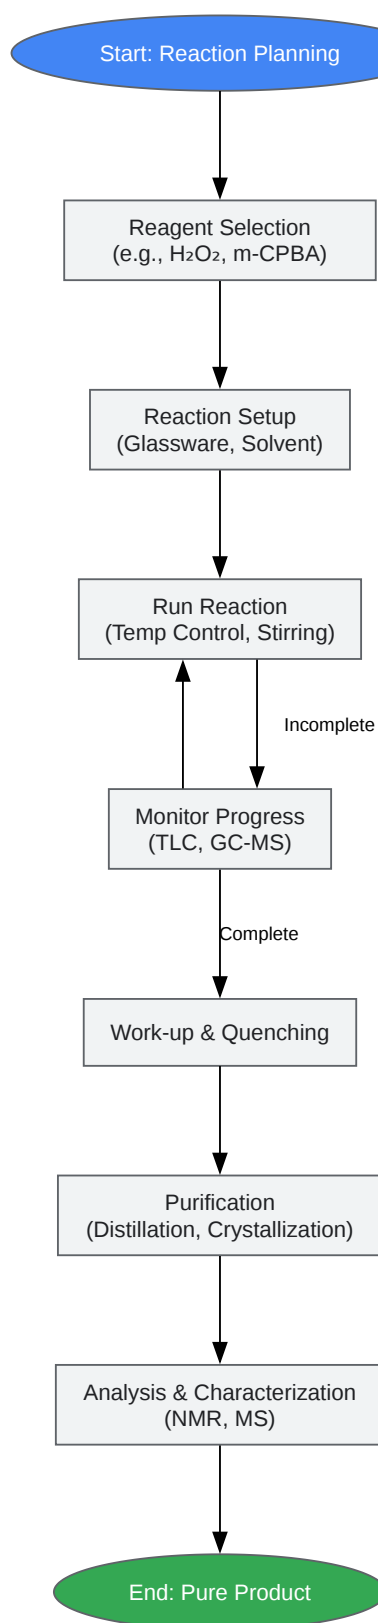 Start: Reaction Planning
Reagent Selection
(e.g., H₂O₂, m-CPBA)
Reaction Setup
(Glassware, Solvent)
Run Reaction
(Temp Control, Stirring)
Incomplete
Monitor Progress
(TLC, GC-MS)
Complete
Work-up & Quenching
Purification
(Distillation, Crystallization)
Analysis & Characterization
(NMR, MS)
End: Pure Product